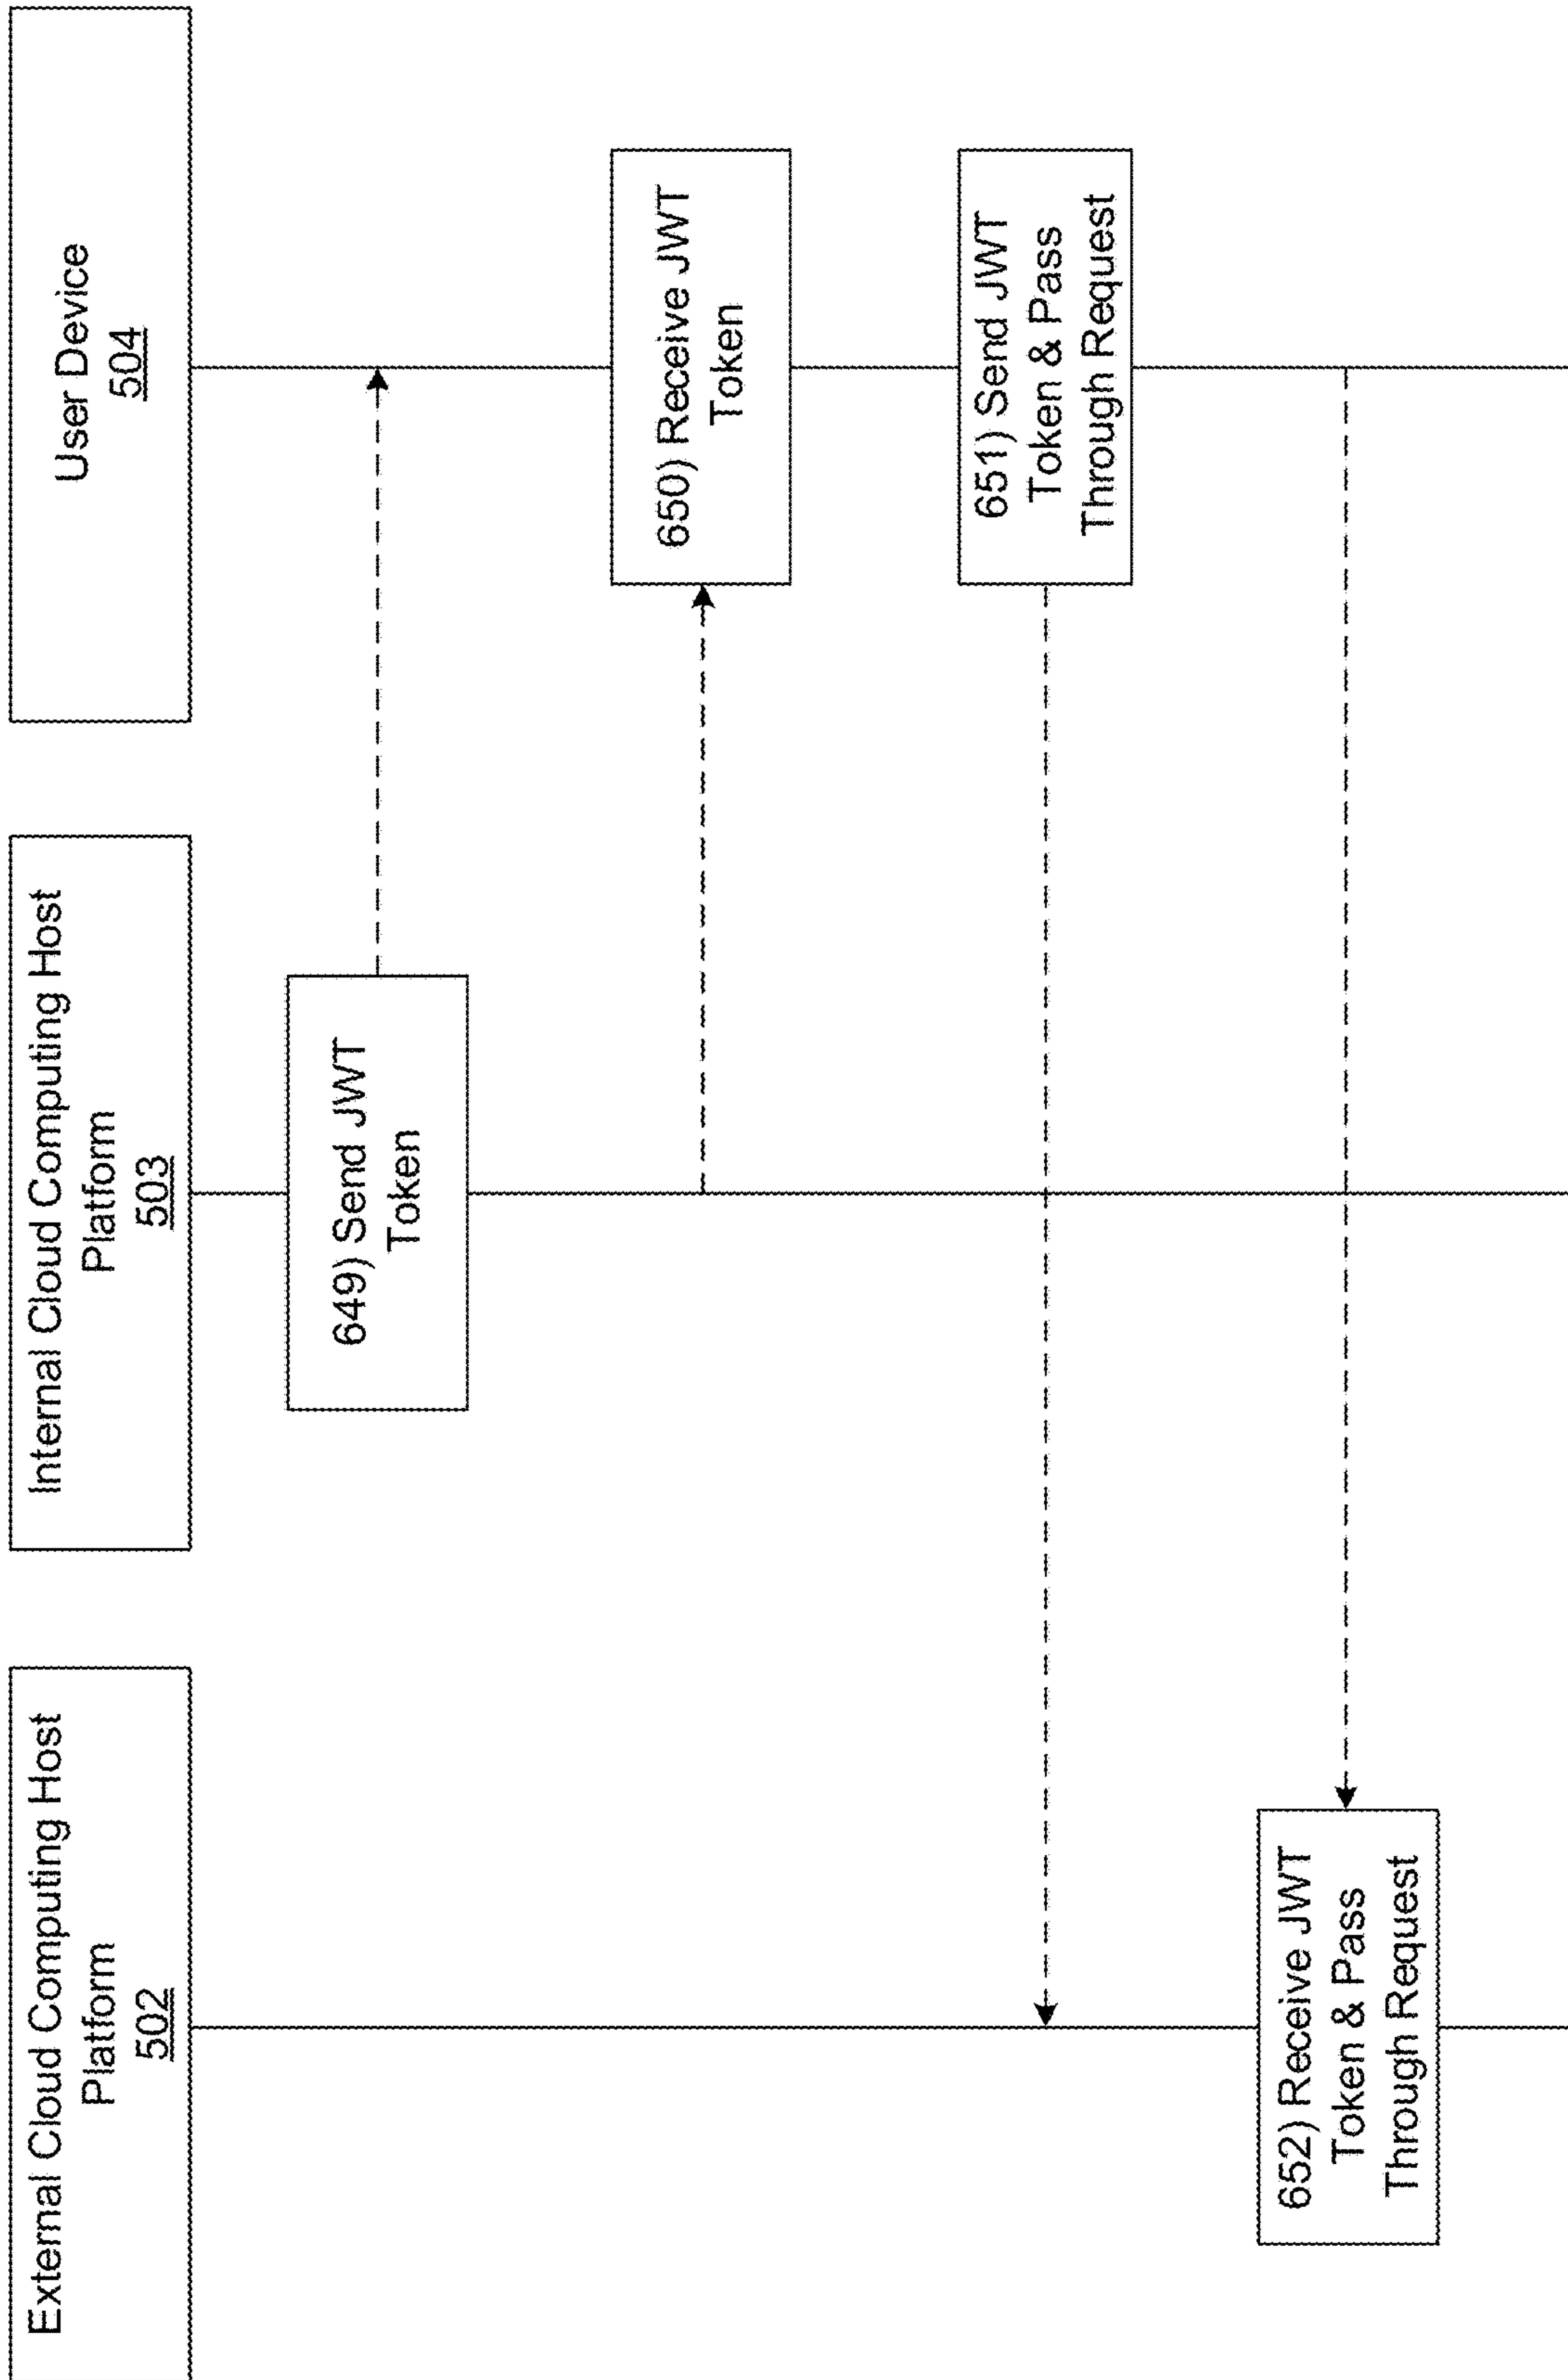 External Cloud Computing Host
Platform
502
Internal Cloud Computing Host
Platform
503
User Device
504
649) Send JWT
Token
650) Receive JWT
Token
651) Send JWT
Token & Pass
Through Request
652) Receive JWT
Token & Pass
Through Request